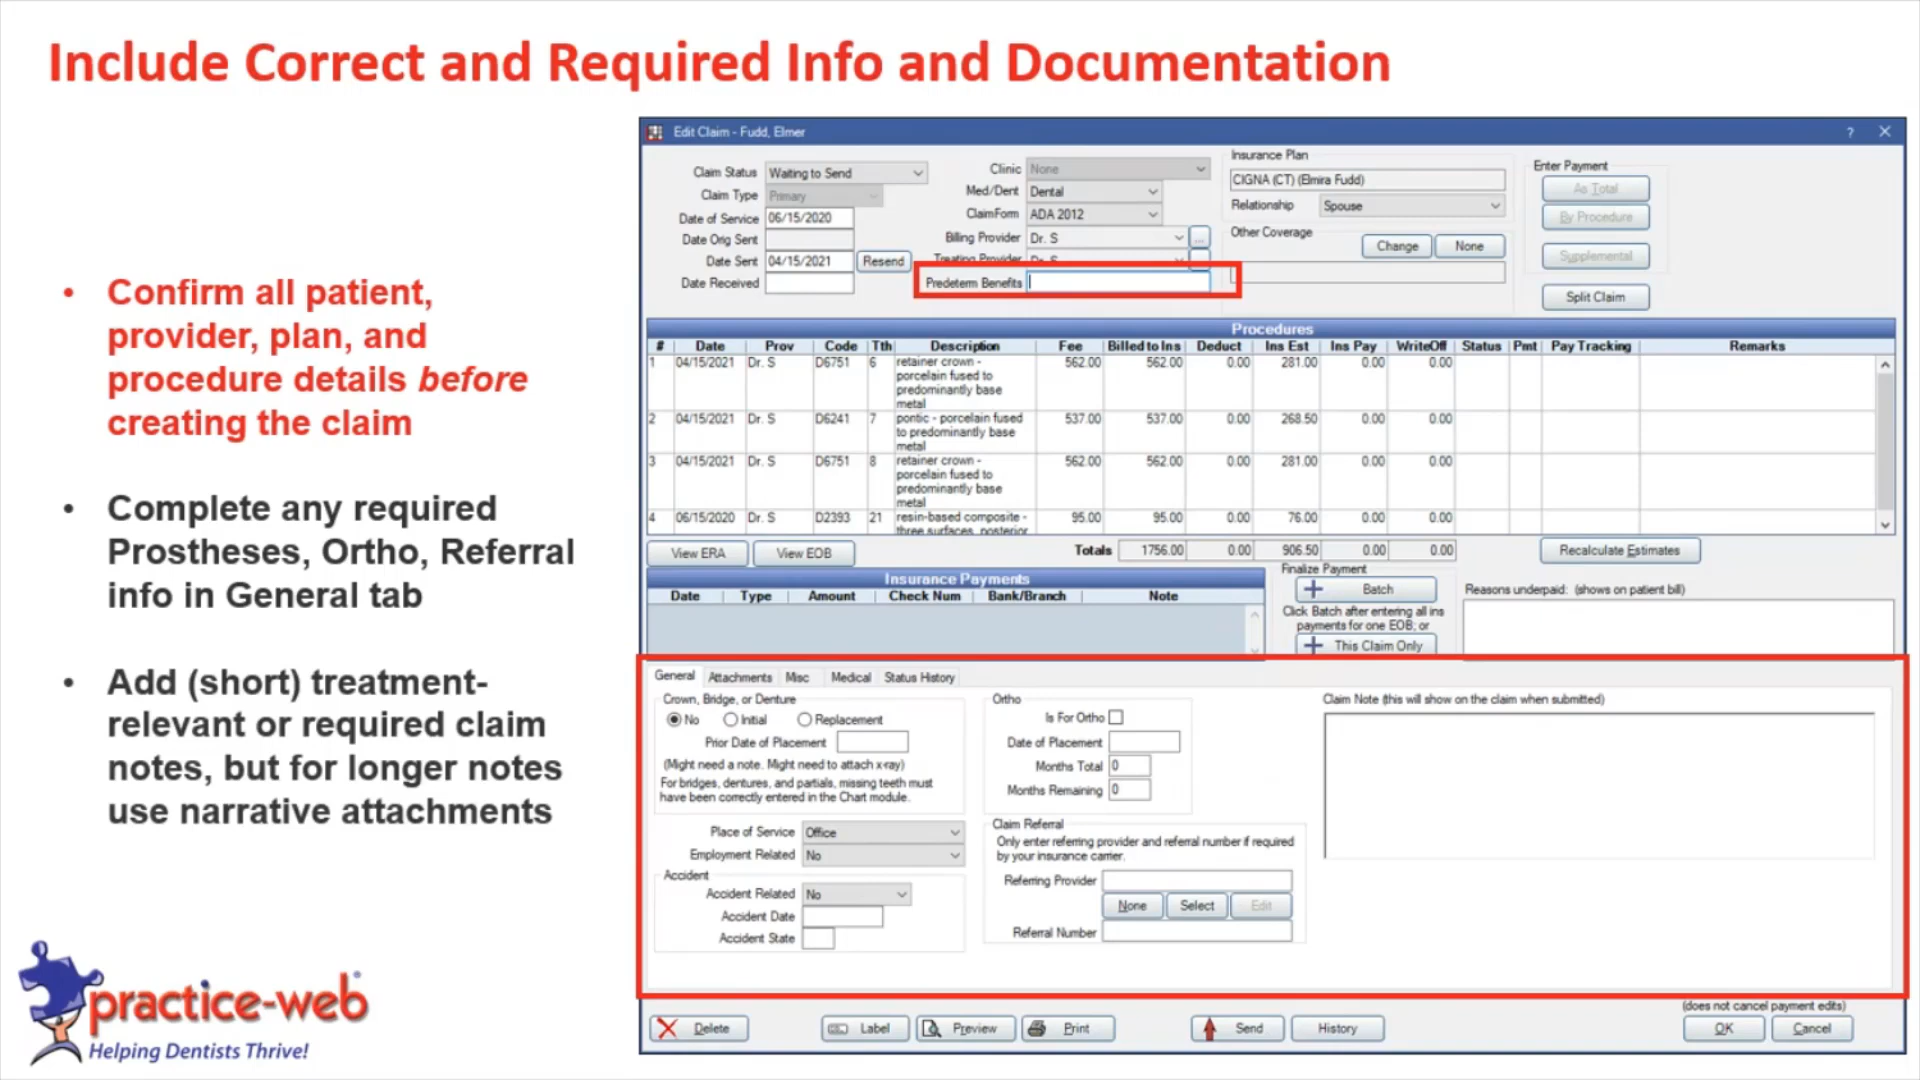 Include Correct and Required Info and Documentation
• Confirm all patient,
provider, plan, and
procedure details before
creating the claim
• Complete any required
Prostheses, Ortho, Referral
info in General tab
• Add (short) treatment-
relevant or required claim
notes, but for longer notes
use narrative attachments
practice-web®
Helping Dentists Thrive!
Edit Claim - Fudd, Elmer
? ×
Claim Status Waiting to Send
Claim Type Primary
Date of Service 06/15/2020
Date Orig Sent
Date Sent 04/15/2021 Resend
Date Received
Clinic None
Med/Dent Dental
ClaimForm ADA 2012
Billing Provider Dr. S ...
Treating Provider Dr. S
Predeterm Benefits
Insurance Plan
CIGNA (CT) (Elmira Fudd)
Relationship Spouse
Other Coverage
Change None
Enter Payment
As Total
By Procedure
Supplemental
Split Claim
Procedures
# Date Prov Code Tth Description Fee Billed to Ins Deduct Ins Est Ins Pay WriteOff Status Pmt Pay Tracking Remarks
1 04/15/2021 Dr. S D6751 6 retainer crown - 562.00 562.00 0.00 281.00 0.00 0.00
porcelain fused to
predominantly base
metal
2 04/15/2021 Dr. S D6241 7 pontic - porcelain fused 537.00 537.00 0.00 268.50 0.00 0.00
to predominantly base
metal
3 04/15/2021 Dr. S D6751 8 retainer crown - 562.00 562.00 0.00 281.00 0.00 0.00
porcelain fused to
predominantly base
metal
4 06/15/2020 Dr. S D2393 21 resin-based composite - 95.00 95.00 0.00 76.00 0.00 0.00
three surfaces, posterior
View ERA View EOB Totals 1756.00 0.00 906.50 0.00 0.00 Recalculate Estimates
Insurance Payments
Date Type Amount Check Num Bank/Branch Note
Finalize Payment
Batch
Click Batch after entering all ins
payments for one EOB; or
This Claim Only
Reasons underpaid: (shows on patient bill)
General Attachments Misc Medical Status History
Crown, Bridge, or Denture
No Initial Replacement
Prior Date of Placement
(Might need a note. Might need to attach x-ray)
For bridges, dentures, and partials, missing teeth must
have been correctly entered in the Chart module.
Place of Service Office
Employment Related No
Accident
Accident Related No
Accident Date
Accident State
Ortho
Is For Ortho
Date of Placement
Months Total 0
Months Remaining 0
Claim Referral
Only enter referring provider and referral number if required
by your insurance carrier.
Referring Provider
None Select Edit
Referral Number
Claim Note (this will show on the claim when submitted)
(does not cancel payment edits)
Delete Label Preview Print Send History OK Cancel